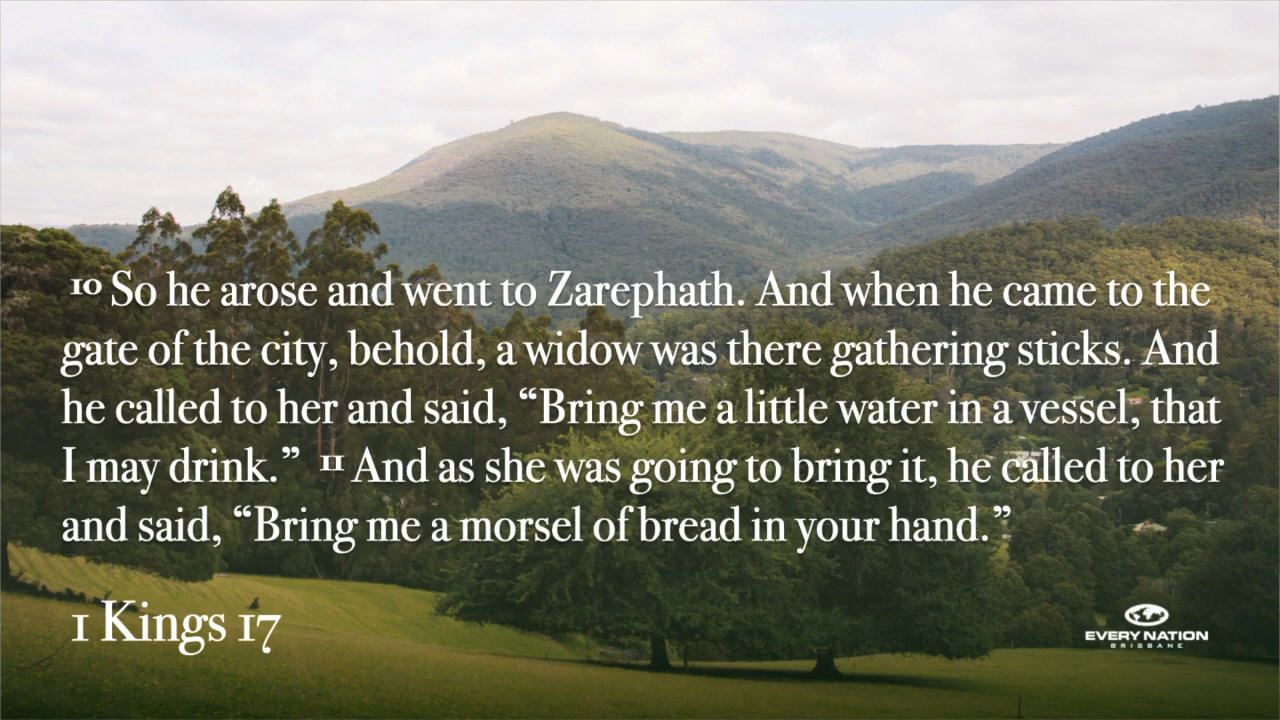 10 So he arose and went to Zarephath. And when he came to the
gate of the city, behold, a widow was there gathering sticks. And
he called to her and said, “Bring me a little water in a vessel, that
I may drink.” 11 And as she was going to bring it, he called to her
and said, “Bring me a morsel of bread in your hand.”
1 Kings 17
EVERY NATION
BRISBANE